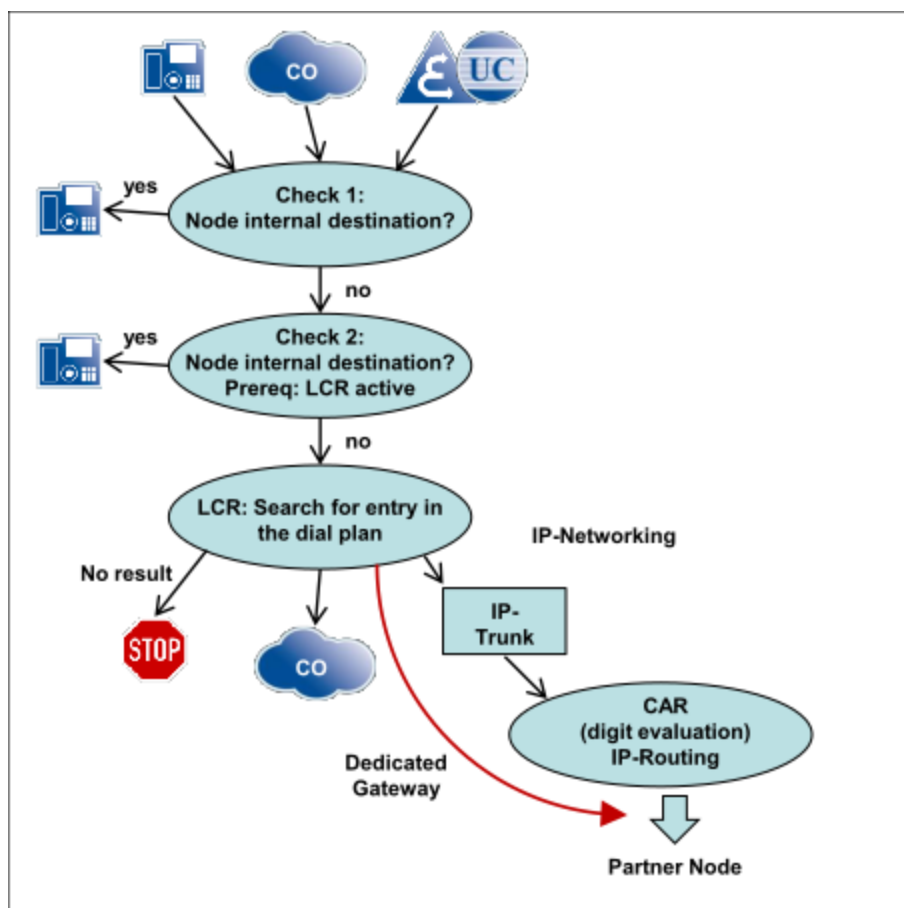 CO
UC
Check 1:
Node internal destination?
yes
no
Check 2:
Node internal destination?
Prereq: LCR active
yes
no
LCR: Search for entry in
the dial plan
IP-Networking
No result
STOP
CO
IP-
Trunk
CAR
(digit evaluation)
IP-Routing
Dedicated
Gateway
Partner Node